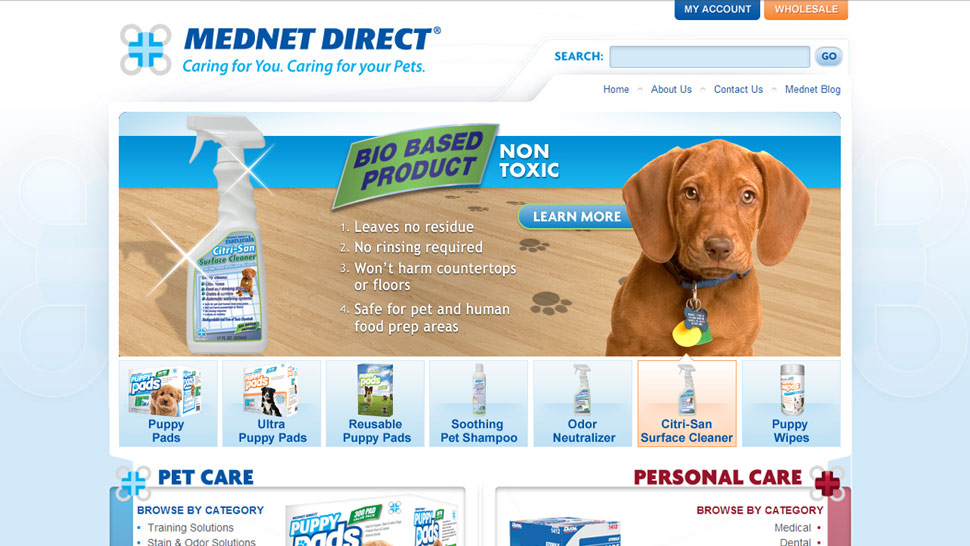 MY ACCOUNT
WHOLESALE
MEDNET DIRECT®
Caring for You. Caring for your Pets.
SEARCH:
GO
Home
About Us
Contact Us
Mednet Blog
BIO BASED
PRODUCT
NON
TOXIC
LEARN MORE
1. Leaves no residue
2. No rinsing required
3. Won't harm countertops
or floors
4. Safe for pet and human
food prep areas
naturals
Citri-San
Surface Cleaner
Puppy
Pads
Ultra
Puppy Pads
Reusable
Puppy Pads
Soothing
Pet Shampoo
Odor
Neutralizer
Citri-San
Surface Cleaner
Puppy
Wipes
PET CARE
BROWSE BY CATEGORY
• Training Solutions
• Stain & Odor Solutions
MEDNET DIRECT
PUPPY
Pads
300 PAD
PERSONAL CARE
BROWSE BY CATEGORY
Medical •
Dental
1412